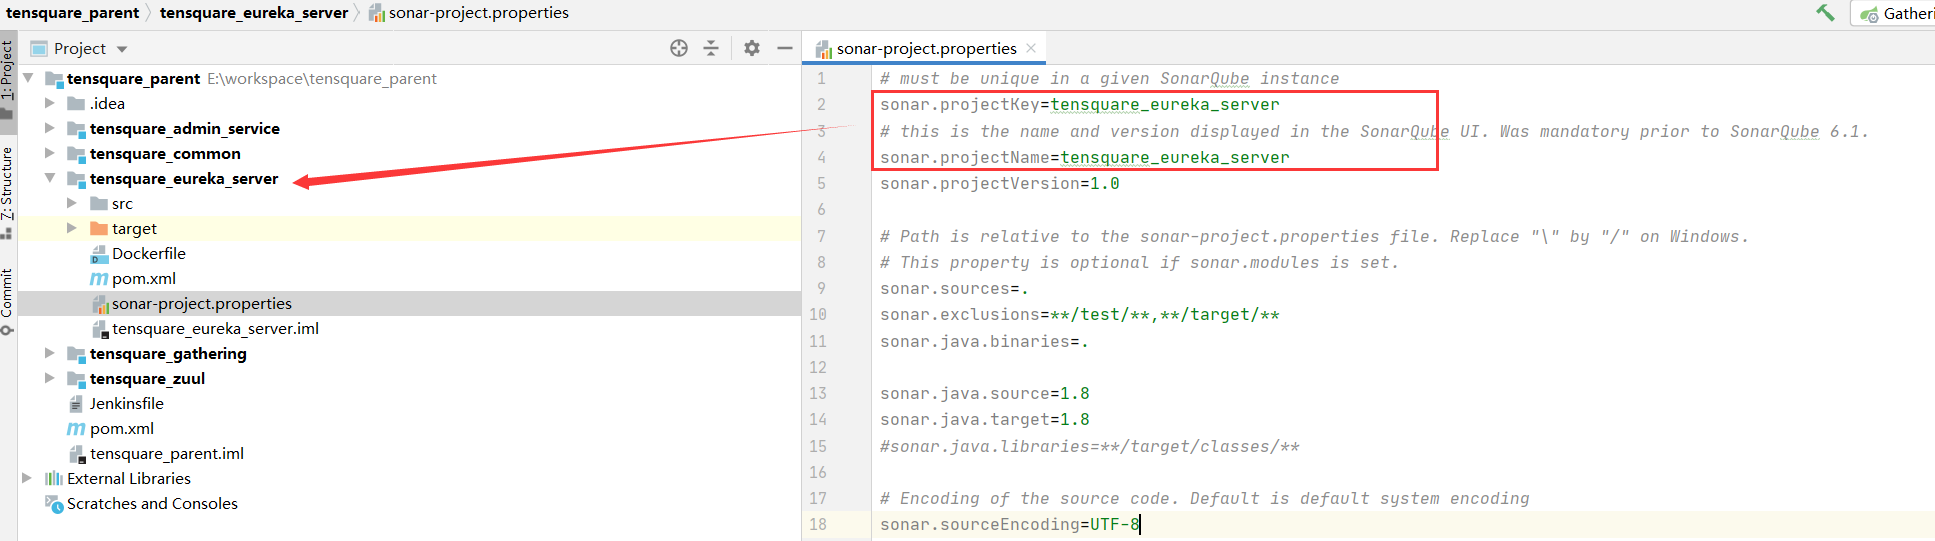 tensquare_parent tensquare_eureka_server sonar-project.properties
Gatheri
1: Project
7: Structure
Commit
Project
tensquare_parent E:\workspace\tensquare_parent
.idea
tensquare_admin_service
tensquare_common
tensquare_eureka_server
src
target
Dockerfile
pom.xml
sonar-project.properties
tensquare_eureka_server.iml
tensquare_gathering
tensquare_zuul
Jenkinsfile
pom.xml
tensquare_parent.iml
External Libraries
Scratches and Consoles
sonar-project.properties
1 # must be unique in a given SonarQube instance
2 sonar.projectKey=tensquare_eureka_server
3 # this is the name and version displayed in the SonarQube UI. Was mandatory prior to SonarQube 6.1.
4 sonar.projectName=tensquare_eureka_server
5 sonar.projectVersion=1.0
6
7 # Path is relative to the sonar-project.properties file. Replace "\" by "/" on Windows.
8 # This property is optional if sonar.modules is set.
9 sonar.sources=.
10 sonar.exclusions=**/test/**,**/target/**
11 sonar.java.binaries=.
12
13 sonar.java.source=1.8
14 sonar.java.target=1.8
15 #sonar.java.libraries=**/target/classes/**
16
17 # Encoding of the source code. Default is default system encoding
18 sonar.sourceEncoding=UTF-8